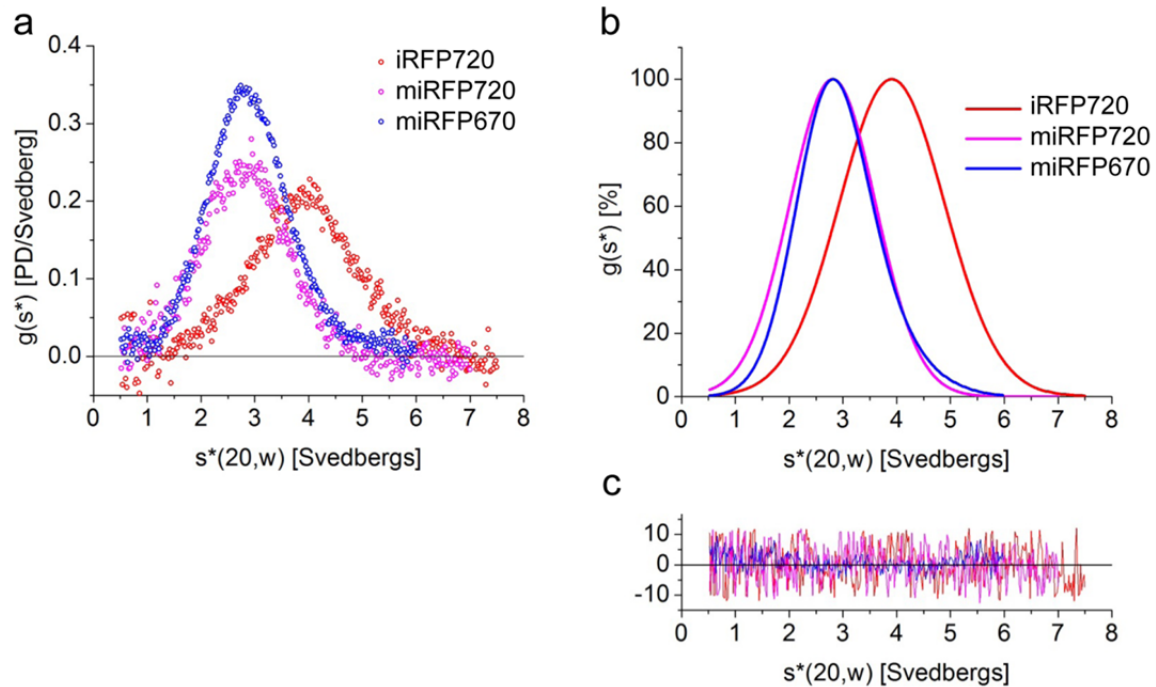 a
g(s*) [PD/Svedberg]
0.4
0.3
0.2
0.1
0.0
iRFP720
miRFP720
miRFP670
0 1 2 3 4 5 6 7 8
s*(20,w) [Svedbergs]
b
g(s*) [%]
100
80
60
40
20
0
iRFP720
miRFP720
miRFP670
0 1 2 3 4 5 6 7 8
s*(20,w) [Svedbergs]
c
10
0
-10
0 1 2 3 4 5 6 7 8
s*(20,w) [Svedbergs]